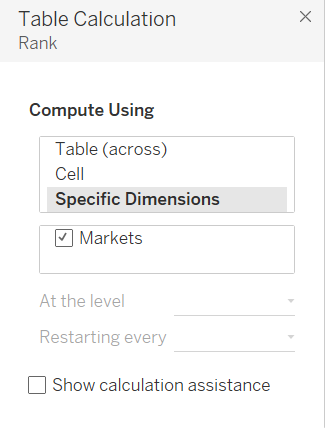 Table Calculation
Rank
Compute Using
Table (across)
Cell
Specific Dimensions
Markets
At the level
Restarting every
Show calculation assistance